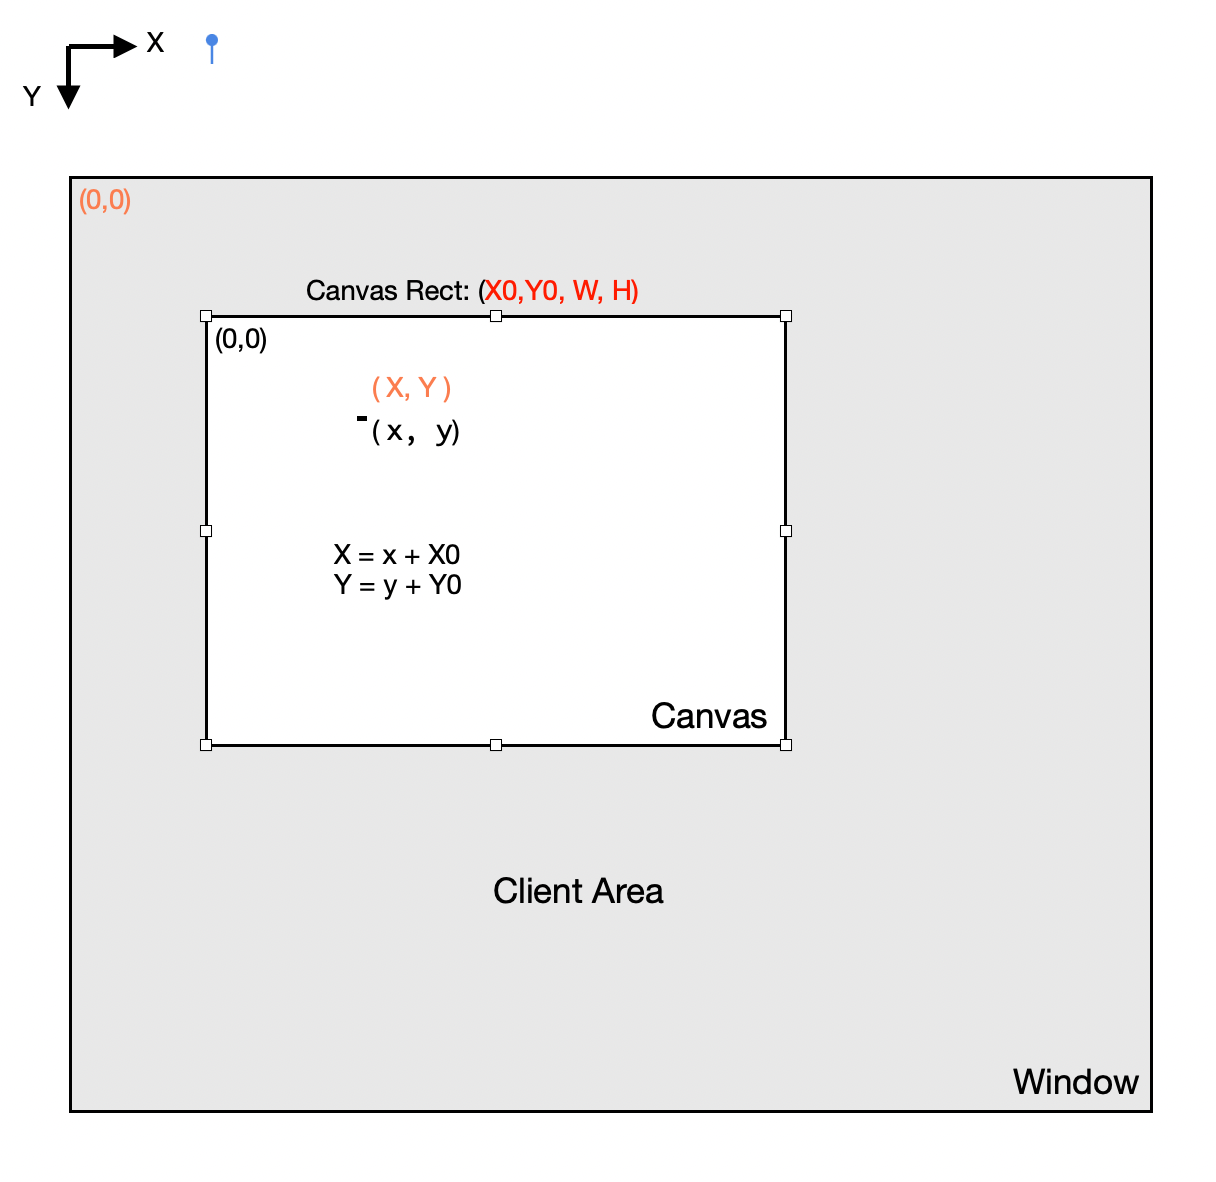 X
Y
(0,0)
Canvas Rect: (X0,Y0, W, H)
(0,0)
( X, Y )
( x, y)
X = x + X0
Y = y + Y0
Canvas
Client Area
Window